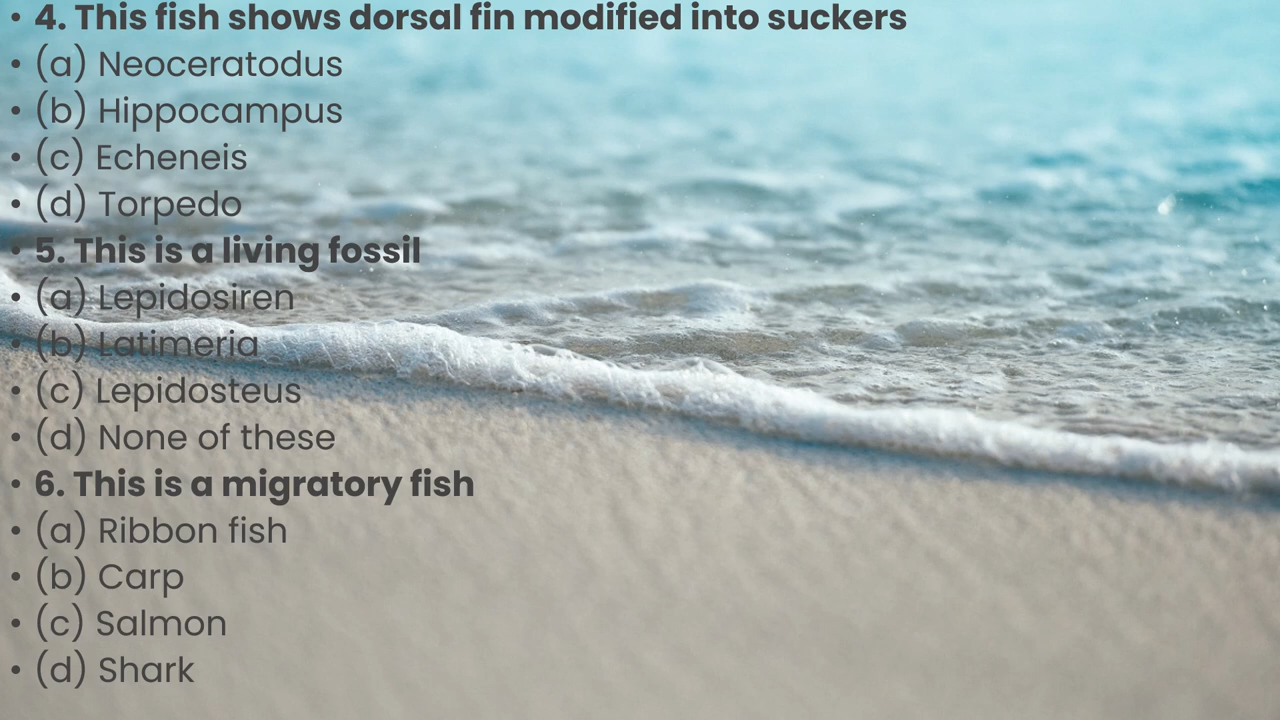 • 4. This fish shows dorsal fin modified into suckers
• (a) Neoceratodus
• (b) Hippocampus
• (c) Echeneis
• (d) Torpedo
• 5. This is a living fossil
• (a) Lepidosiren
• (b) Latimeria
• (c) Lepidosteus
• (d) None of these
• 6. This is a migratory fish
• (a) Ribbon fish
• (b) Carp
• (c) Salmon
• (d) Shark